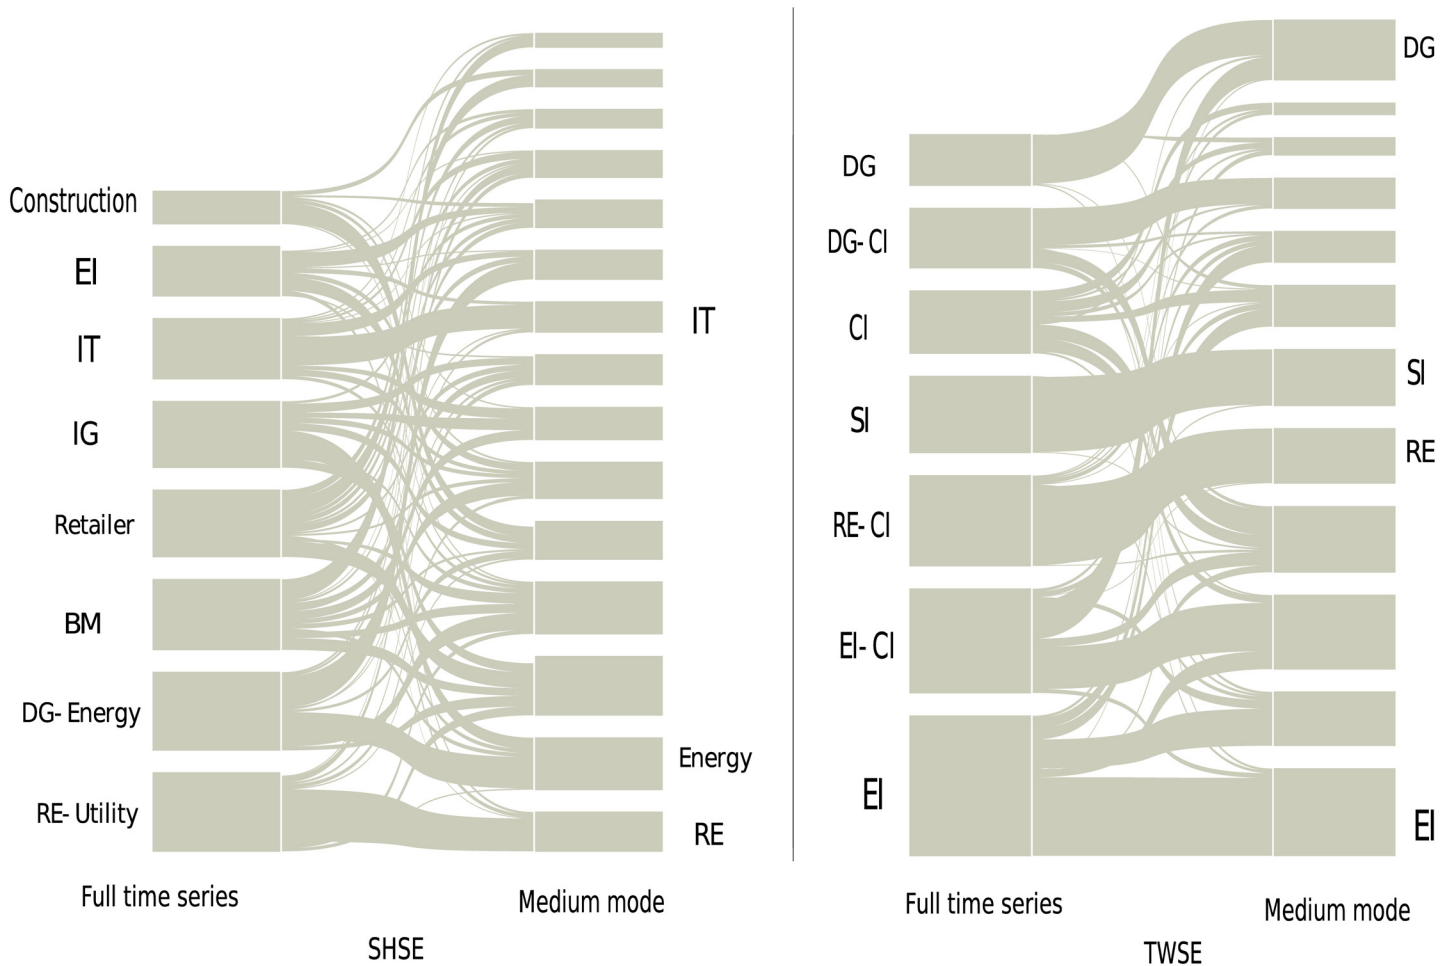 Construction
EI
IT
IG
Retailer
BM
DG- Energy
RE- Utility
IT
Energy
RE
Full time series
Medium mode
SHSE
DG
DG- CI
CI
SI
RE- CI
EI- CI
EI
DG
SI
RE
EI
Full time series
Medium mode
TWSE